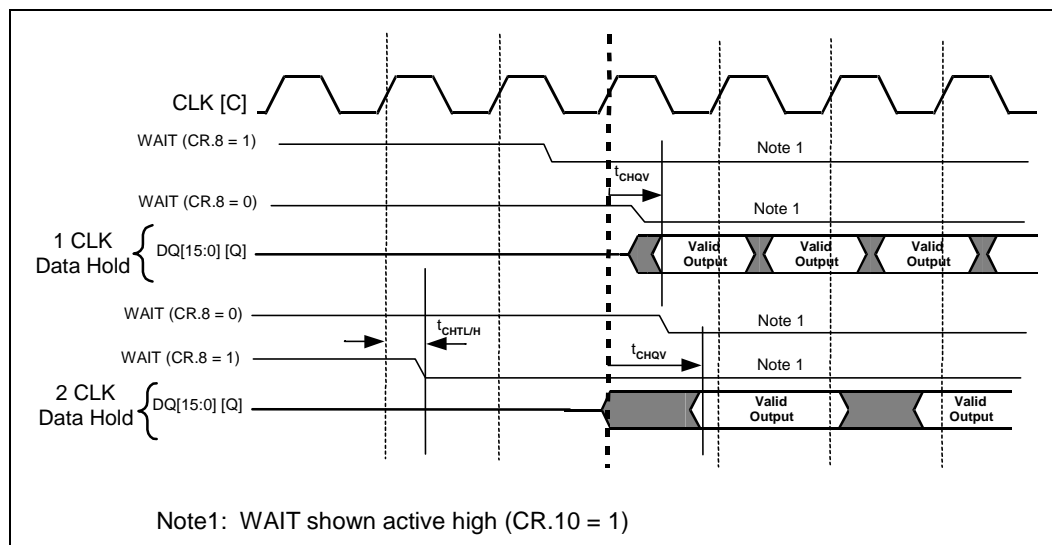 CLK [C]
WAIT (CR.8 = 1)
Note 1
tCHQV
WAIT (CR.8 = 0)
Note 1
1 CLK
Data Hold
DQ[15:0] [Q]
Valid
Output
Valid
Output
Valid
Output
WAIT (CR.8 = 0)
Note 1
tCHTL/H
tCHQV
WAIT (CR.8 = 1)
Note 1
2 CLK
Data Hold
DQ[15:0] [Q]
Valid
Output
Valid
Output
Note1: WAIT shown active high (CR.10 = 1)